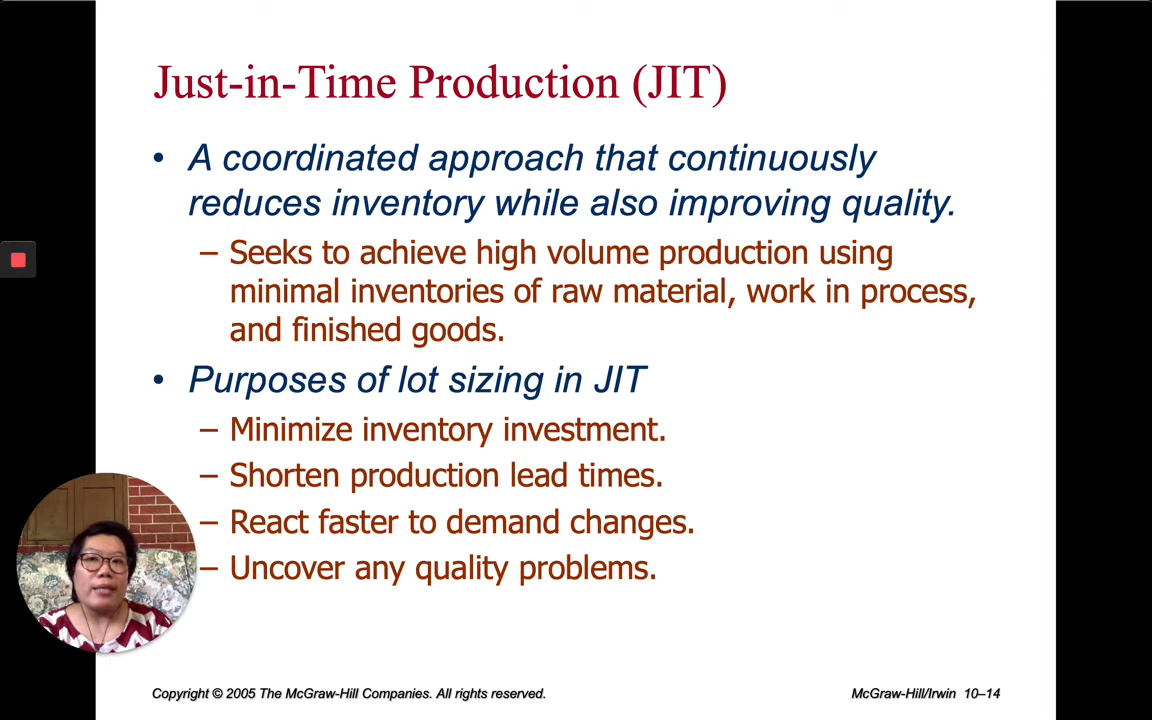 Just-in-Time Production (JIT)
• A coordinated approach that continuously
reduces inventory while also improving quality.
– Seeks to achieve high volume production using
minimal inventories of raw material, work in process,
and finished goods.
• Purposes of lot sizing in JIT
– Minimize inventory investment.
– Shorten production lead times.
– React faster to demand changes.
– Uncover any quality problems.
Copyright © 2005 The McGraw-Hill Companies. All rights reserved.
McGraw-Hill/Irwin 10–14